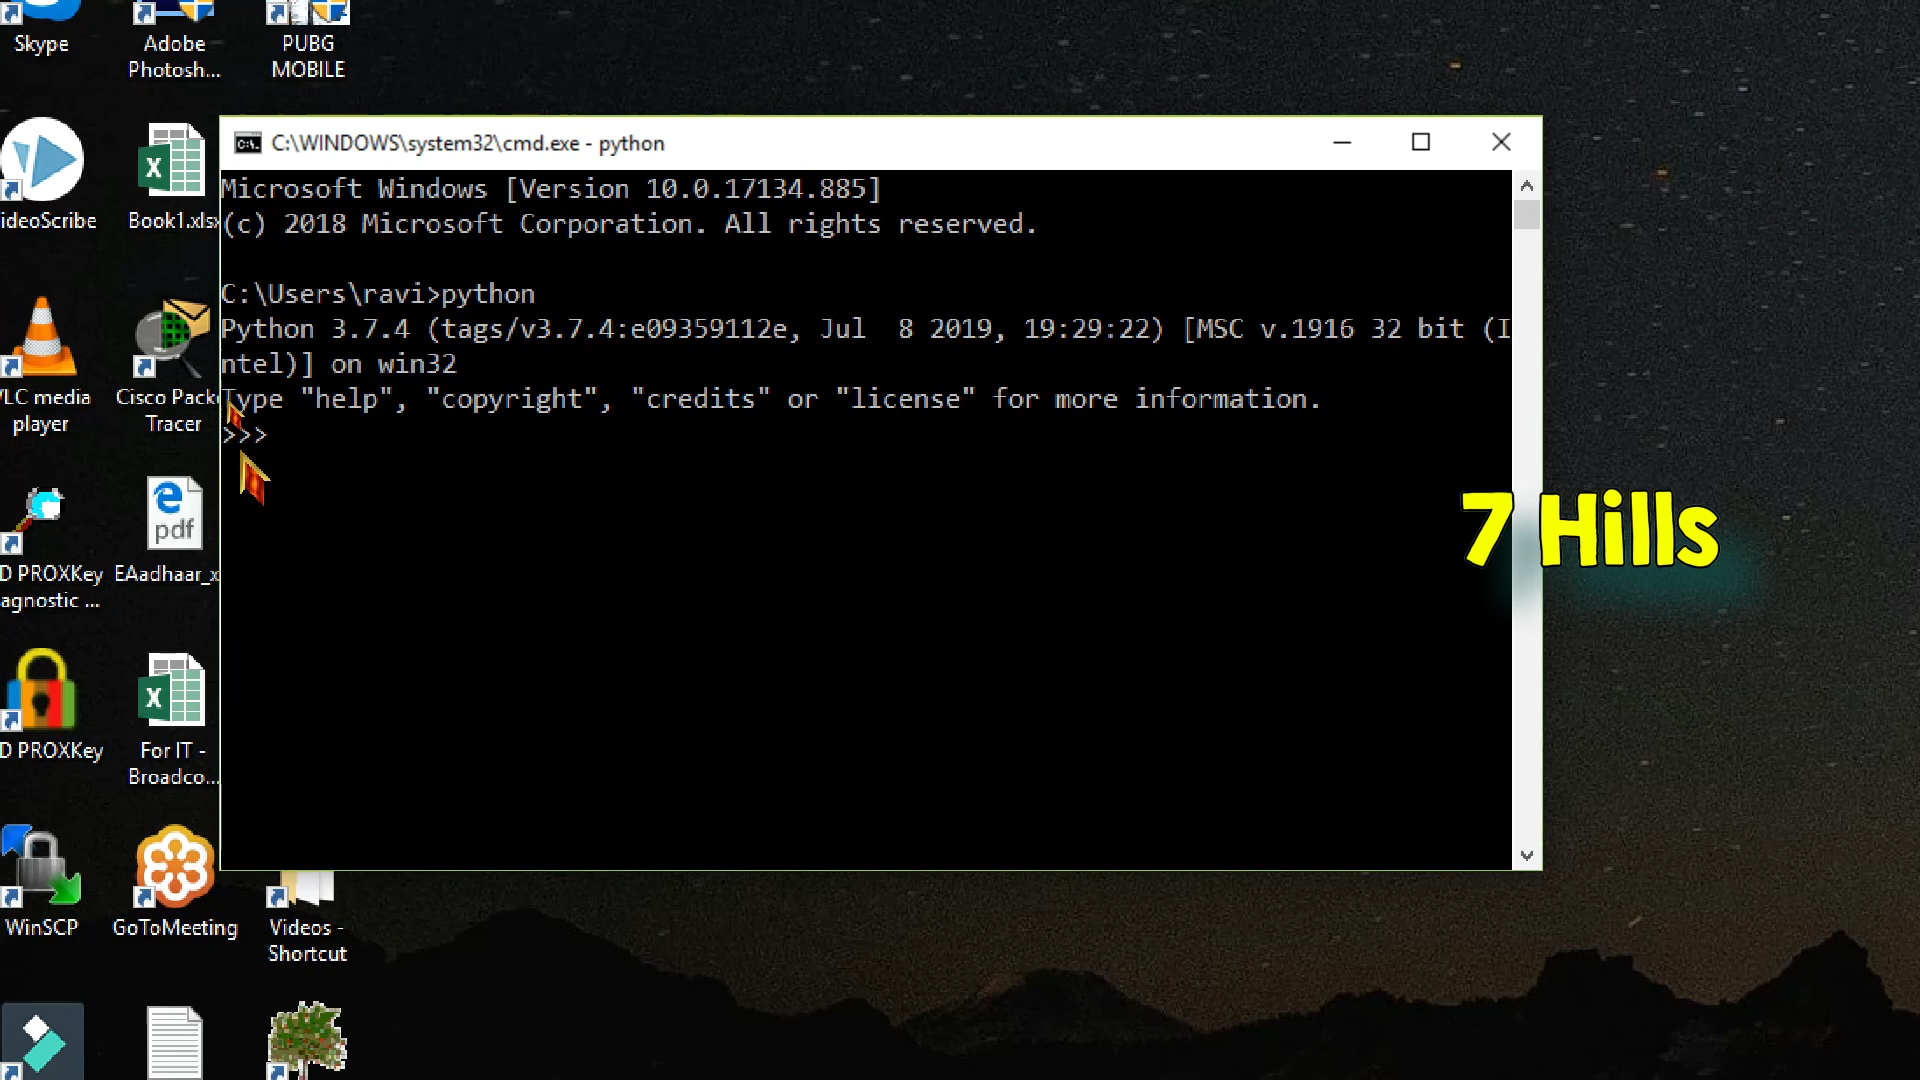 Skype
Adobe
Photosh...
PUBG
MOBILE
C:\WINDOWS\system32\cmd.exe - python
Microsoft Windows [Version 10.0.17134.885]
(c) 2018 Microsoft Corporation. All rights reserved.
C:\Users\ravi>python
Python 3.7.4 (tags/v3.7.4:e09359112e, Jul  8 2019, 19:29:22) [MSC v.1916 32 bit (I
ntel)] on win32
Type "help", "copyright", "credits" or "license" for more information.
>>>
ideoScribe
Book1.xlsx
VLC media
player
Cisco Pack
Tracer
D PROXKey
agnostic ...
pdf
EAadhaar_x
7 Hills
D PROXKey
For IT -
Broadco...
WinSCP
GoToMeeting
Videos -
Shortcut